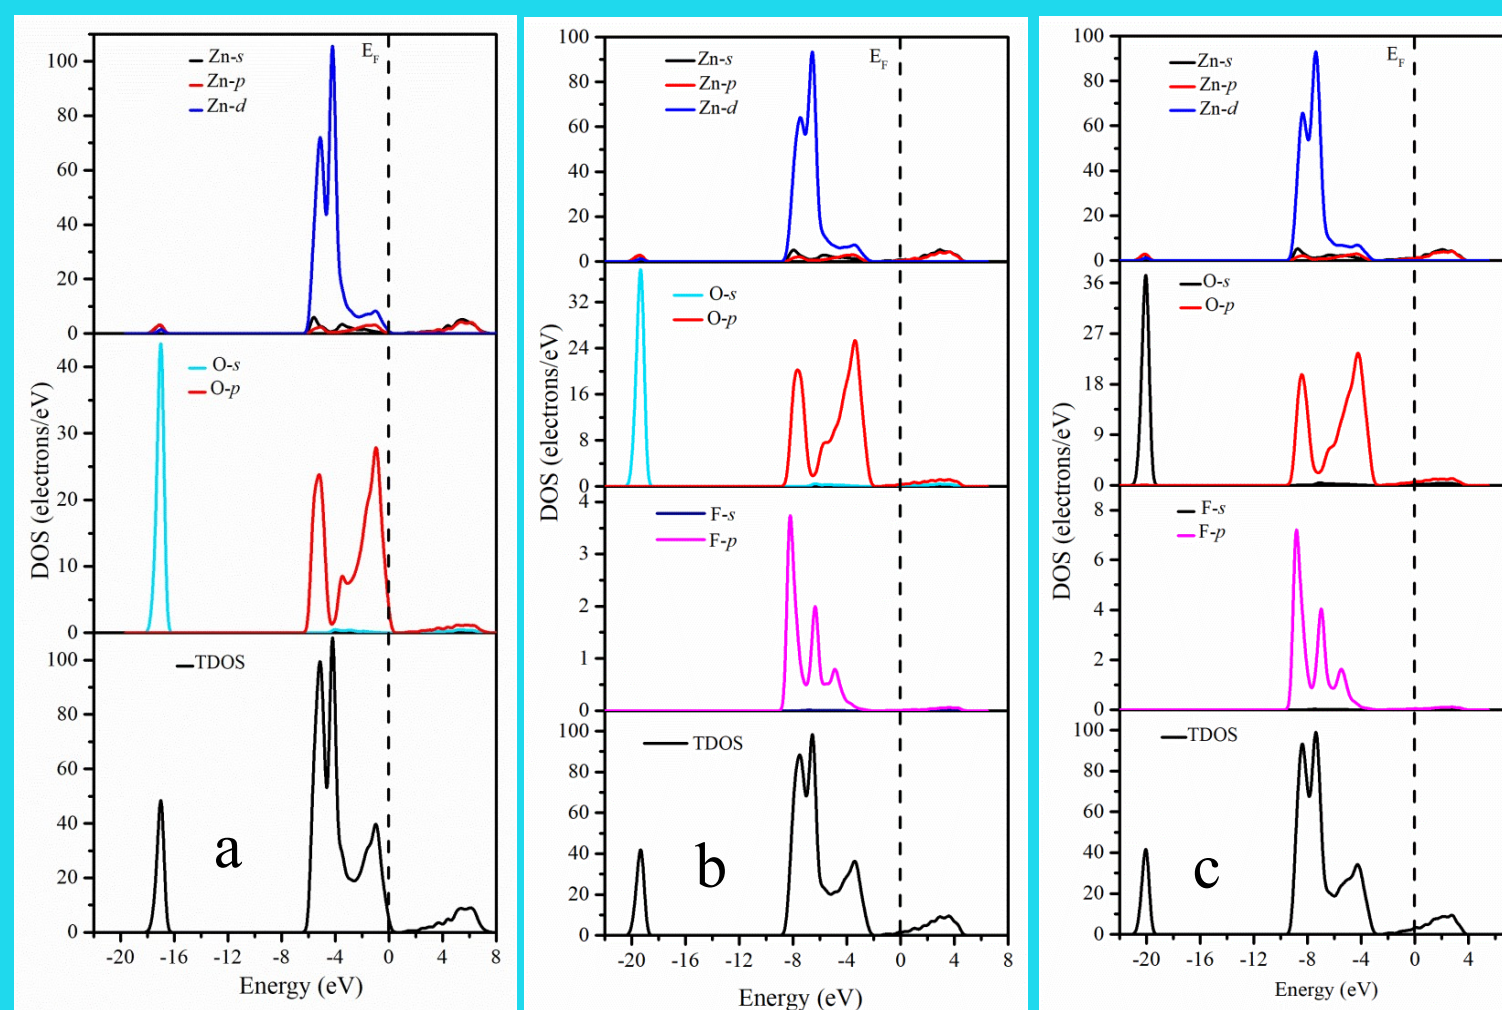 E_F
Zn-s
Zn-p
Zn-d
100
80
60
40
20
0
O-s
O-p
40
30
20
10
0
TDOS
100
80
60
40
20
0
a
DOS (electrons/eV)
-20 -16 -12 -8 -4 0 4 8
Energy (eV)
E_F
Zn-s
Zn-p
Zn-d
100
80
60
40
20
0
O-s
O-p
32
24
16
8
0
F-s
F-p
4
3
2
1
0
TDOS
100
80
60
40
20
0
b
DOS (electrons/eV)
-20 -16 -12 -8 -4 0 4 8
Energy (eV)
E_F
Zn-s
Zn-p
Zn-d
100
80
60
40
20
0
O-s
O-p
36
27
18
9
0
F-s
F-p
8
6
4
2
0
TDOS
100
80
60
40
20
0
c
DOS (electrons/eV)
-20 -16 -12 -8 -4 0 4
Energy (eV)